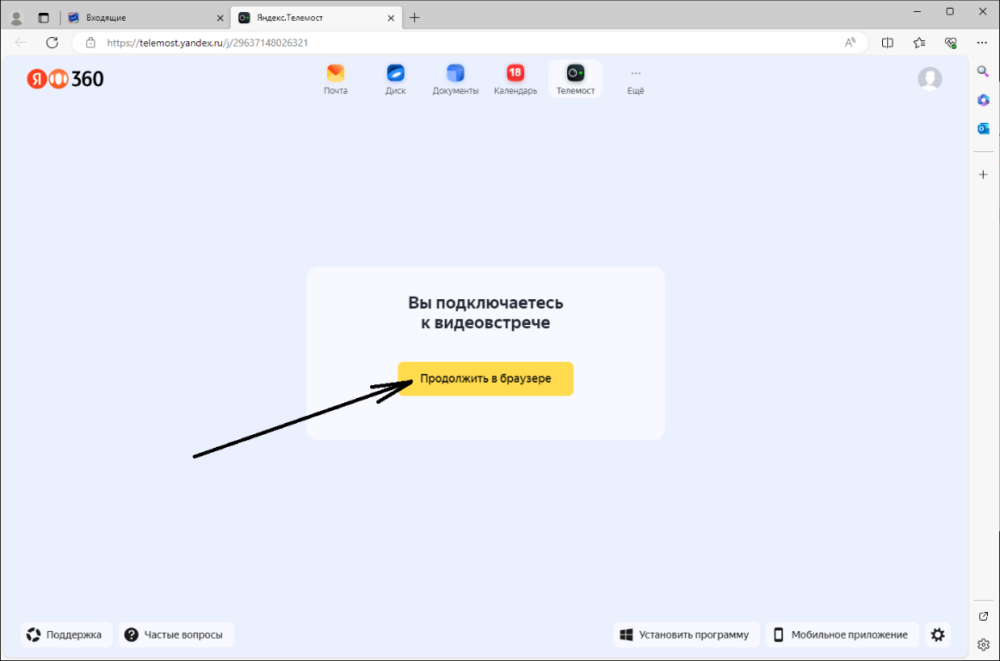 Входящие
Яндекс.Телемост
https://telemost.yandex.ru/j/29637148026321
Я 360
Почта
Диск
Документы
18
Календарь
Телемост
Ещё
Вы подключаетесь
к видеовстрече
Продолжить в браузере
Поддержка
Частые вопросы
Установить программу
Мобильное приложение